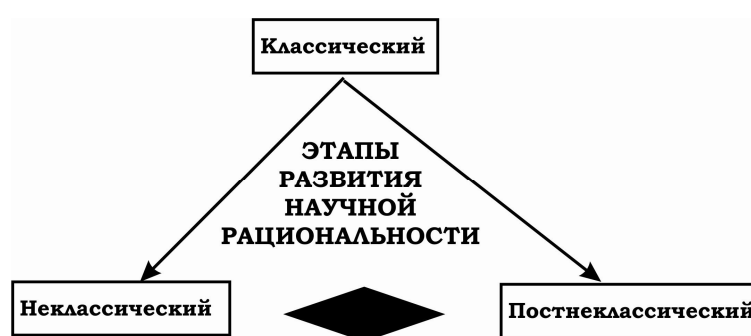 Классический
ЭТАПЫ
РАЗВИТИЯ
НАУЧНОЙ
РАЦИОНАЛЬНОСТИ
Неклассический
Постнеклассический